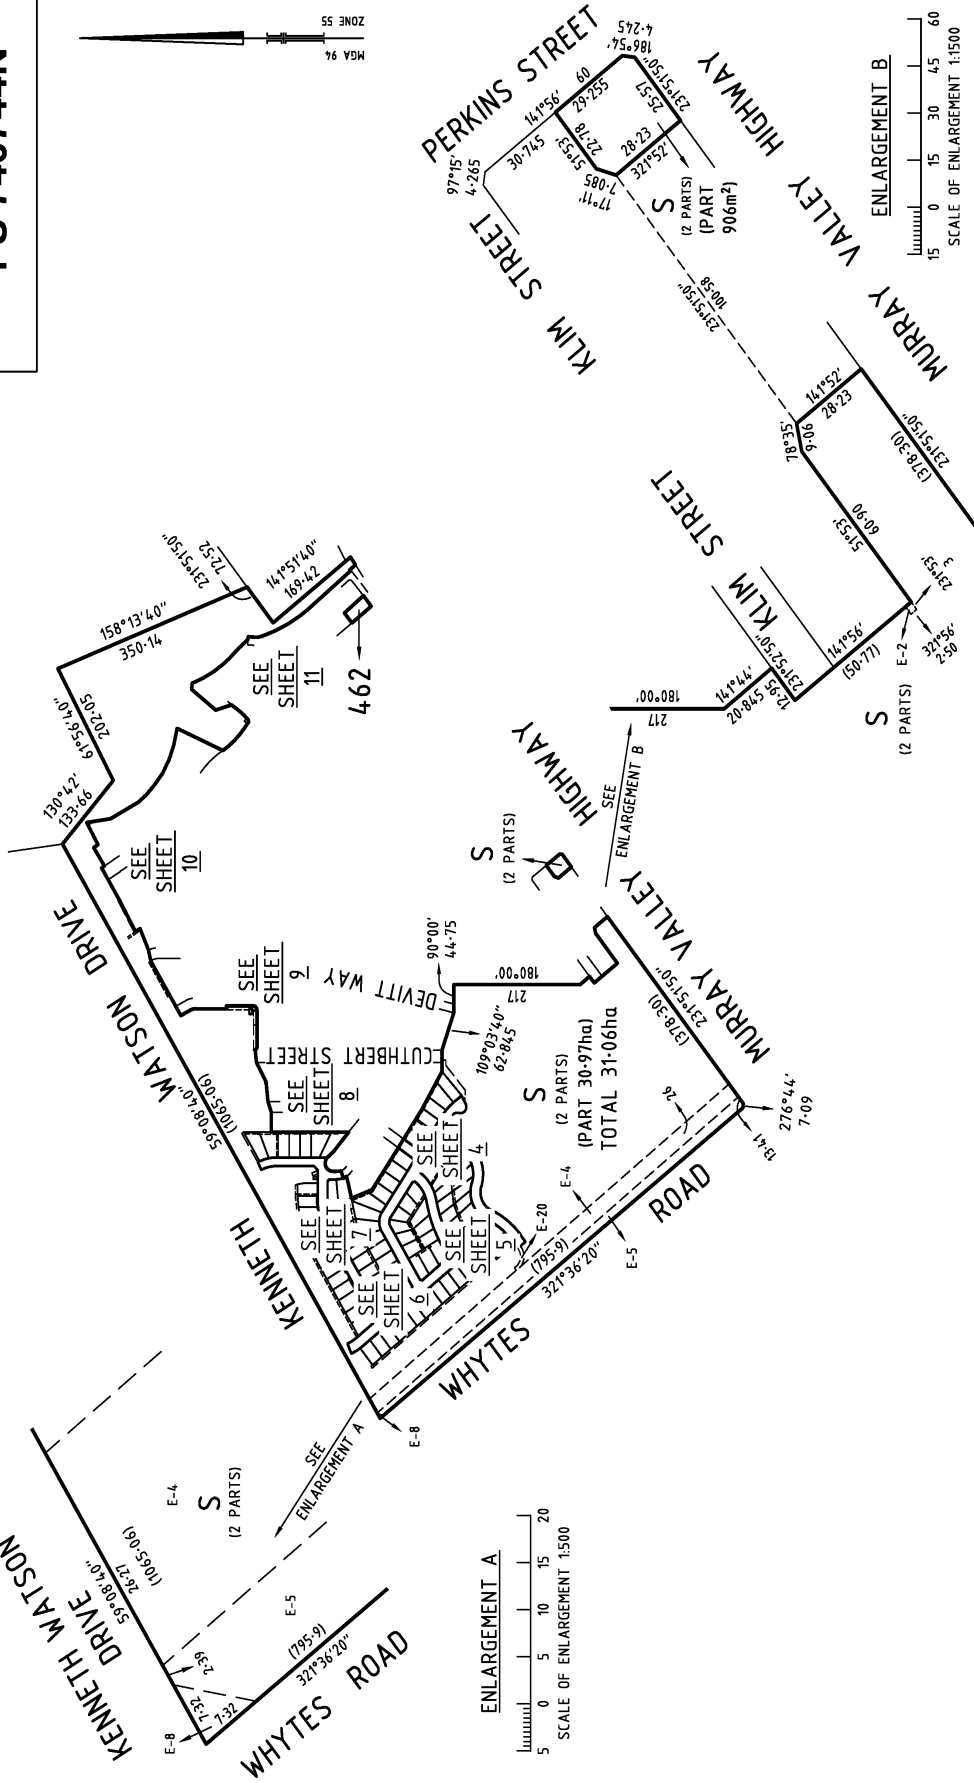 MGA 94
ZONE 55
PERKINS STREET
97°15'
4·265
30·745
141°56'
60
29·255
186°54'
4·245
231°51'50"
25·57
22·78
51°53'
17°11'
7·085
28·23
321°52'
S
(2 PARTS)
(PART
906m²)
KLIM STREET
MURRAY VALLEY HIGHWAY
231°51'50"
100·58
ENLARGEMENT B
15 0 15 30 45 60
SCALE OF ENLARGEMENT 1:1500
141°52'
28·23
231°51'50"
(378·30)
78°35'
9·06
51°53'
60·90
231°53'
3
321°56'
2·50
E-2
141°56'
(50·77)
KLIM STREET
231°52'50"
12·95
141°44'
20·845
180°00'
217
S
(2 PARTS)
231°51'50"
72·52
141°51'40"
169·42
158°13'40"
350·14
61°56'40"
202·05
130°42'
133·66
SEE
SHEET
11
462
SEE
SHEET
10
SEE
SHEET
9
SEE
SHEET
8
SEE
SHEET
7
SEE
SHEET
6
SEE
SHEET
5
SEE
SHEET
4
KENNETH WATSON DRIVE
59°08'40"
(1065·06)
DEVITT WAY
CUTHBERT STREET
90°00'
44·75
180°00'
217
109°03'40"
62·845
S
(2 PARTS)
SEE
ENLARGEMENT B
MURRAY VALLEY HIGHWAY
231°51'50"
(378·30)
S
(2 PARTS)
(PART 30·97ha)
TOTAL 31·06ha
26
276°44'
7·09
13·41
E-4
E-5
E-20
(795·9)
321°36'20"
WHYTES ROAD
E-8
SEE
ENLARGEMENT A
KENNETH WATSON
DRIVE
59°08'40"
26·27
(1065·06)
E-4
S
(2 PARTS)
E-5
2·39
7·32
7·32
E-8
(795·9)
321°36'20"
WHYTES ROAD
ENLARGEMENT A
5 0 5 10 15 20
SCALE OF ENLARGEMENT 1:500